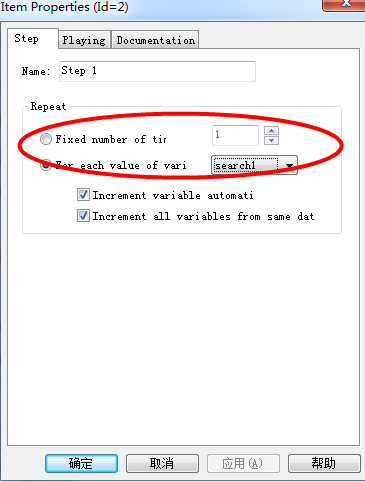 Item Properties (Id=2)
Step Playing Documentation
Name: Step 1
Repeat
Fixed number of tir 1
For each value of vari search1
Increment variable automati
Increment all variables from same dat
确定 取消 应用(A) 帮助